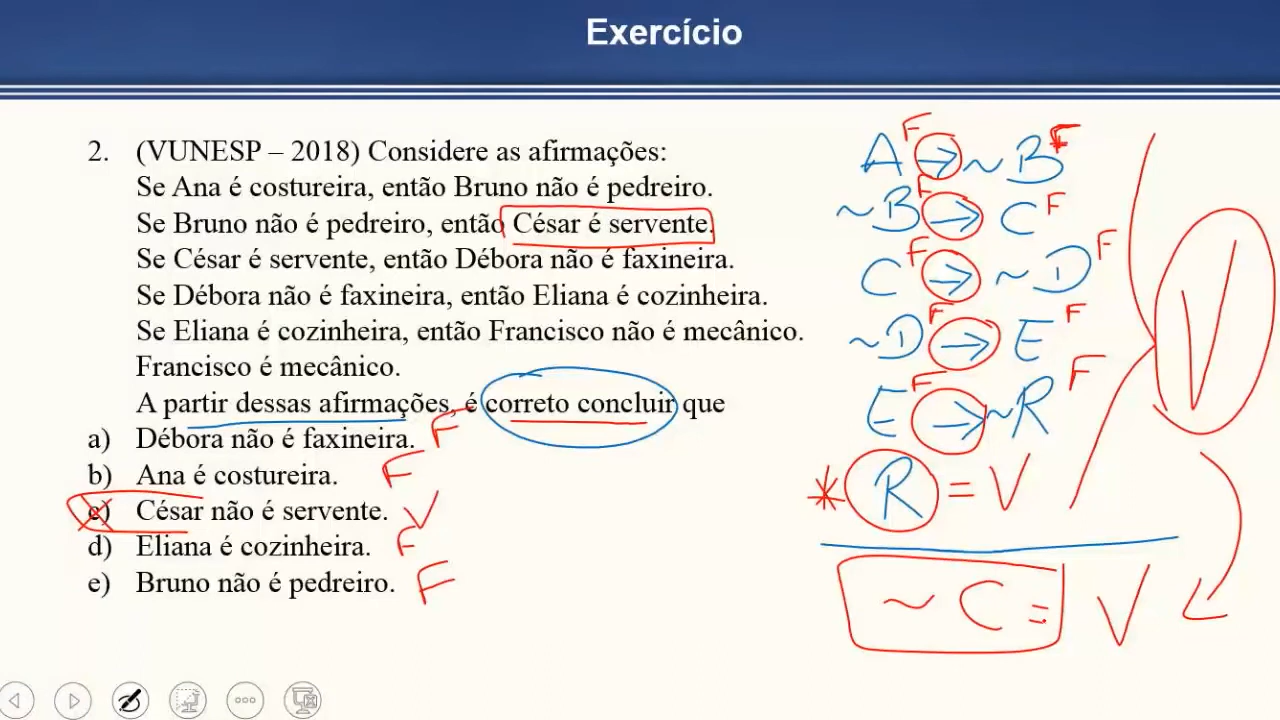 Exercício
2. (VUNESP – 2018) Considere as afirmações:
Se Ana é costureira, então Bruno não é pedreiro.
Se Bruno não é pedreiro, então César é servente.
Se César é servente, então Débora não é faxineira.
Se Débora não é faxineira, então Eliana é cozinheira.
Se Eliana é cozinheira, então Francisco não é mecânico.
Francisco é mecânico.
A partir dessas afirmações, é correto concluir que
a) Débora não é faxineira. F
b) Ana é costureira. F
c) César não é servente. V
d) Eliana é cozinheira. F
e) Bruno não é pedreiro. F
A F → ~B F
~B F → C F
C F → ~D F
~D F → E F
E F → ~R F
* R = V
V
~C = V